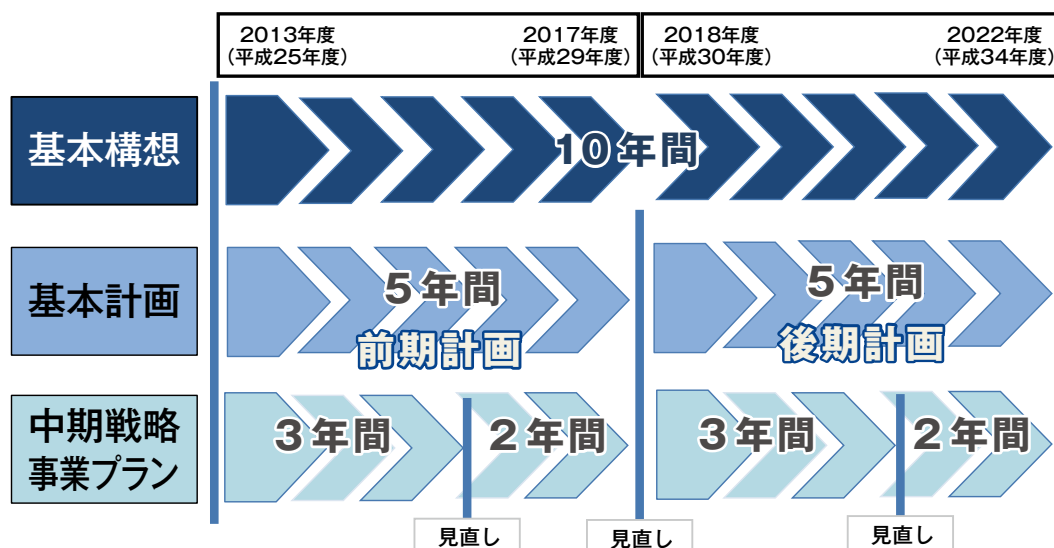 2013年度
(平成25年度)
2017年度
(平成29年度)
2018年度
(平成30年度)
2022年度
(平成34年度)
基本構想
10年間
基本計画
5年間
前期計画
5年間
後期計画
中期戦略
事業プラン
3年間
2年間
3年間
2年間
見直し
見直し
見直し